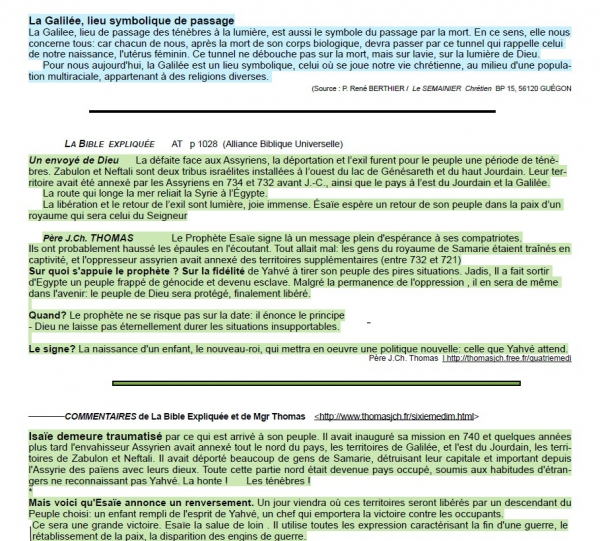 La Galilée, lieu symbolique de passage
La Galilee, lieu de passage des ténèbres à la lumière, est aussi le symbole du passage par la mort. En ce sens, elle nous
concerne tous: car chacun de nous, après la mort de son corps biologique, devra passer par ce tunnel qui rappelle celui
de notre naissance, l'utérus féminin. Ce tunnel ne débouche pas sur la mort, mais sur la vie, sur la lumière de Dieu.
Pour nous aujourd'hui, la Galilée est un lieu symbolique, celui où se joue notre vie chrétienne, au milieu d'une popula-
tion multiraciale, appartenant à des religions diverses.
(Source : P. René BERTHIER / Le SEMAINIER Chrétien BP 15, 56120 GUÉGON
LA BIBLE EXPLIQUÉE AT p 1028 (Alliance Biblique Universelle)
Un envoyé de Dieu La défaite face aux Assyriens, la déportation et l'exil furent pour le peuple une période de ténè-
bres. Zabulon et Neftali sont deux tribus israélites installées à l'ouest du lac de Génésareth et du haut Jourdain. Leur ter-
ritoire avait été annexé par les Assyriens en 734 et 732 avant J.-C., ainsi que le pays à l'est du Jourdain et la Galilée.
La route qui longe la mer reliait la Syrie à l'Égypte.
La libération et le retour de l'exil sont lumière, joie immense. Ésaïe espère un retour de son peuple dans la paix d'un
royaume qui sera celui du Seigneur
Père J.Ch. THOMAS Le Prophète Esaïe signe là un message plein d'espérance à ses compatriotes.
Ils ont probablement haussé les épaules en l'écoutant. Tout allait mal: les gens du royaume de Samarie étaient traînés en
captivité, et l'oppresseur assyrien avait annexé des territoires supplémentaires (entre 732 et 721)
Sur quoi s'appuie le prophète ? Sur la fidélité de Yahvé à tirer son peuple des pires situations. Jadis, Il a fait sortir
d'Egypte un peuple frappé de génocide et devenu esclave. Malgré la permanence de l'oppression , il en sera de même
dans l'avenir: le peuple de Dieu sera protégé, finalement libéré.
Quand? Le prophète ne se risque pas sur la date: il énonce le principe
- Dieu ne laisse pas éternellement durer les situations insupportables.
Le signe? La naissance d'un enfant, le nouveau-roi, qui mettra en oeuvre une politique nouvelle: celle que Yahvé attend.
Père J.Ch. Thomas http://thomasjch.free.fr/quatriemedi
COMMENTAIRES de La Bible Expliquée et de Mgr Thomas <http://www.thomasjch.fr/sixiemedim.html>
Isaïe demeure traumatisé par ce qui est arrivé à son peuple. Il avait inauguré sa mission en 740 et quelques années
plus tard l'envahisseur Assyrien avait annexé tout le nord du pays, les territoires de Galilée, et l'est du Jourdain, les terri-
toires de Zabulon et Neftali. Il avait déporté beaucoup de gens de Samarie, détruisant leur capitale et important depuis
l'Assyrie des païens avec leurs dieux. Toute cette partie nord était devenue pays occupé, soumis aux habitudes d'étran-
gers ne reconnaissant pas Yahvé. La honte ! Les ténèbres !
*
Mais voici qu'Esaïe annonce un renversement. Un jour viendra où ces territoires seront libérés par un descendant du
Peuple choisi: un enfant rempli de l'esprit de Yahvé, un chef qui emportera la victoire contre les occupants.
Ce sera une grande victoire. Esaïe la salue de loin . Il utilise toutes les expression caractérisant la fin d'une guerre, le
rétablissement de la paix, la disparition des engins de guerre.